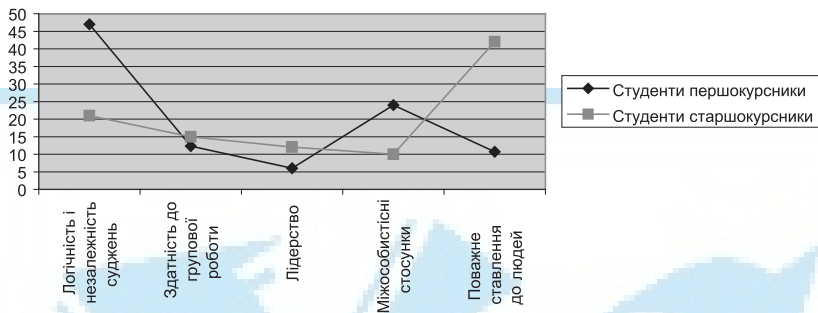 50
45
40
35
30
25
20
15
10
5
0
Логічність і
незалежність
суджень
Здатність до
групової
роботи
Лідерство
Міжособистісні
стосунки
Поважне
ставлення
до людей
Студенти першокурсники
Студенти старшокурсники